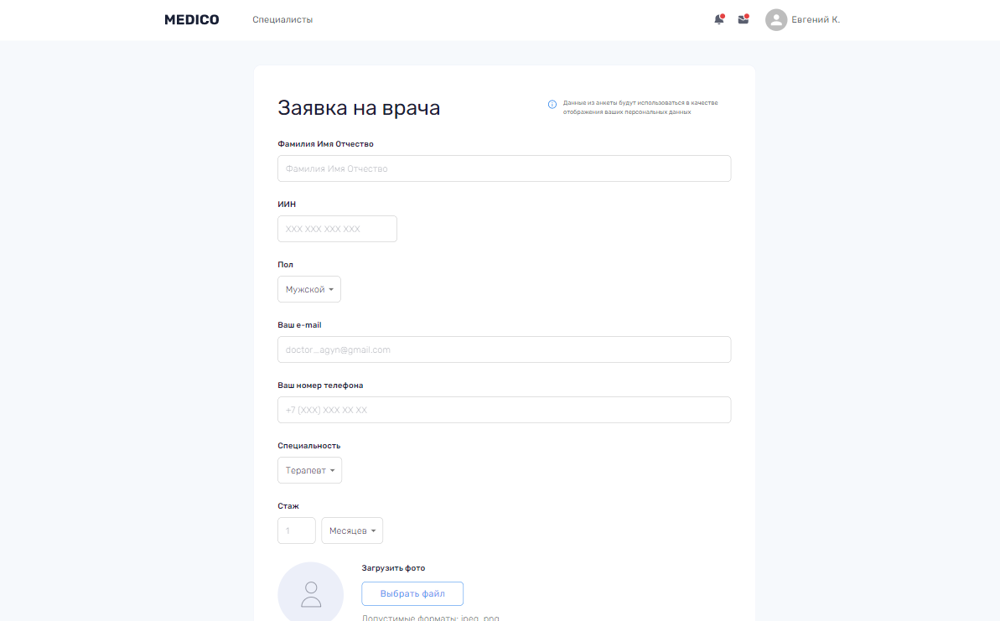 MEDICO
Специалисты
Евгений К.
Заявка на врача
Данные из анкеты будут использоваться в качестве
отображения ваших персональных данных
Фамилия Имя Отчество
Фамилия Имя Отчество
ИИН
XXX XXX XXX XXX
Пол
Мужской
Ваш e-mail
doctor_agyn@gmail.com
Ваш номер телефона
+7 (XXX) XXX XX XX
Специальность
Терапевт
Стаж
1
Месяцев
Загрузить фото
Выбрать файл
Допустимые форматы: jpeg, png